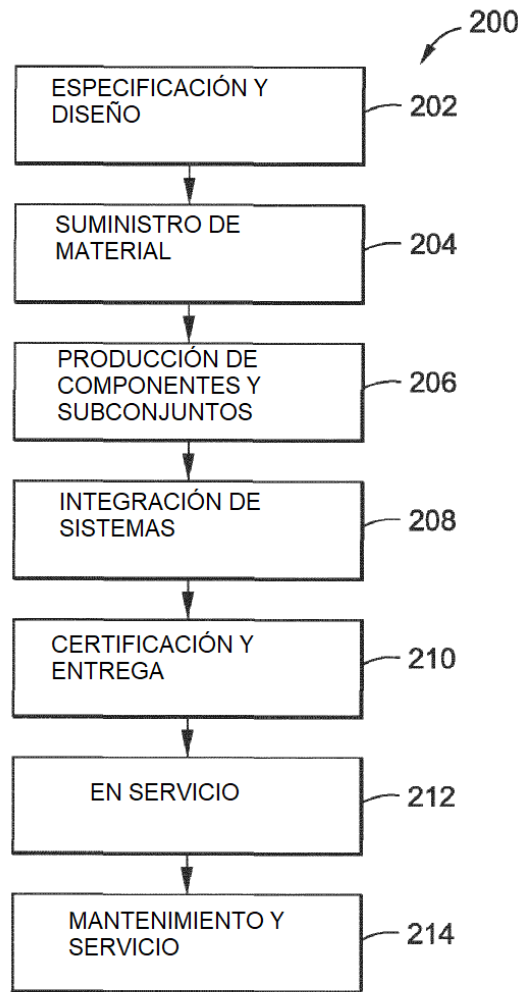 200
ESPECIFICACIÓN Y
DISEÑO
202
SUMINISTRO DE
MATERIAL
204
PRODUCCIÓN DE
COMPONENTES Y
SUBCONJUNTOS
206
INTEGRACIÓN DE
SISTEMAS
208
CERTIFICACIÓN Y
ENTREGA
210
EN SERVICIO
212
MANTENIMIENTO Y
SERVICIO
214